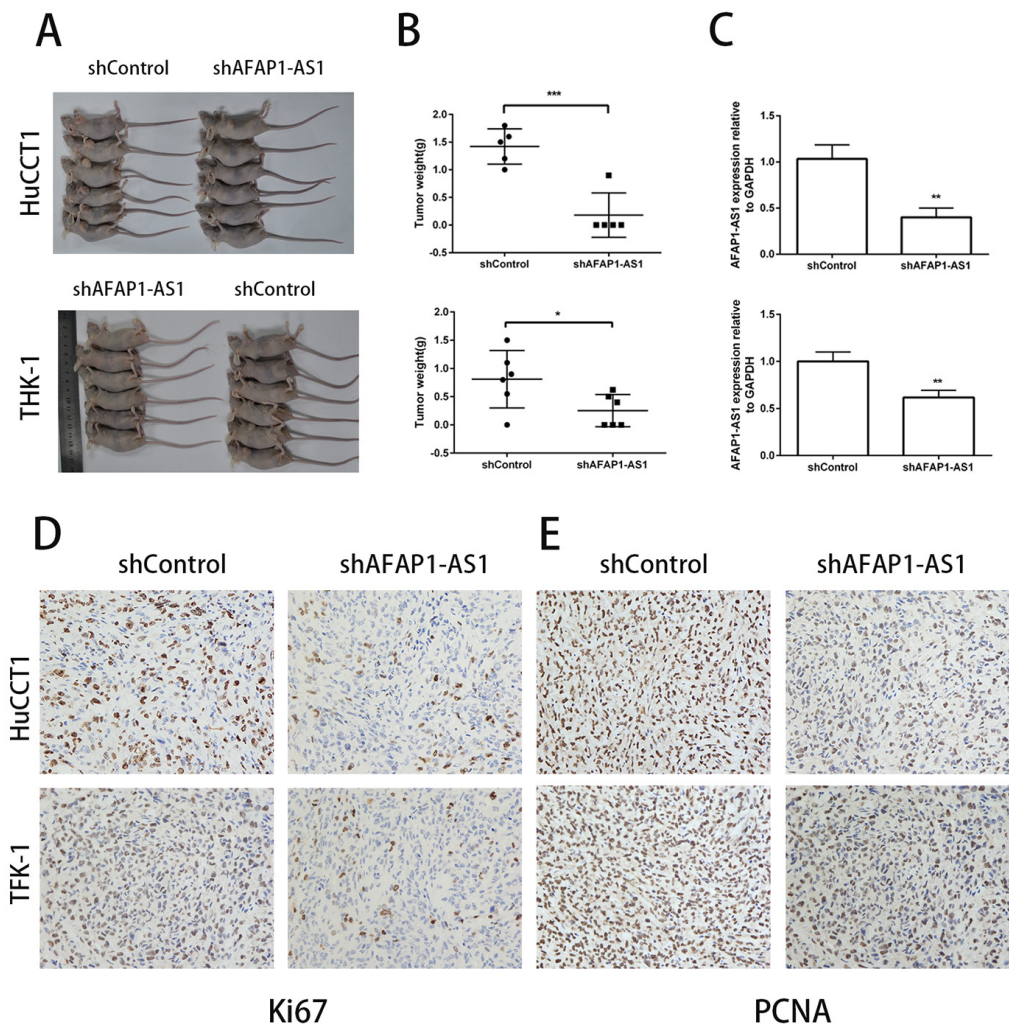 A
B
C
shControl shAFAP1-AS1
HuCCT1
shAFAP1-AS1 shControl
THK-1
***
2.0
1.5
1.0
0.5
0.0
-0.5
Tumor weight(g)
shControl shAFAP1-AS1
*
2.0
1.5
1.0
0.5
0.0
-0.5
Tumor weight(g)
shControl shAFAP1-AS1
AFAP1-AS1 expression relative
to GAPDH
1.5
1.0
0.5
0.0
**
shControl shAFAP1-AS1
AFAP1-AS1 expression relative
to GAPDH
1.5
1.0
0.5
0.0
**
shControl shAFAP1-AS1
D
E
shControl shAFAP1-AS1 shControl shAFAP1-AS1
HuCCT1
TFK-1
Ki67 PCNA